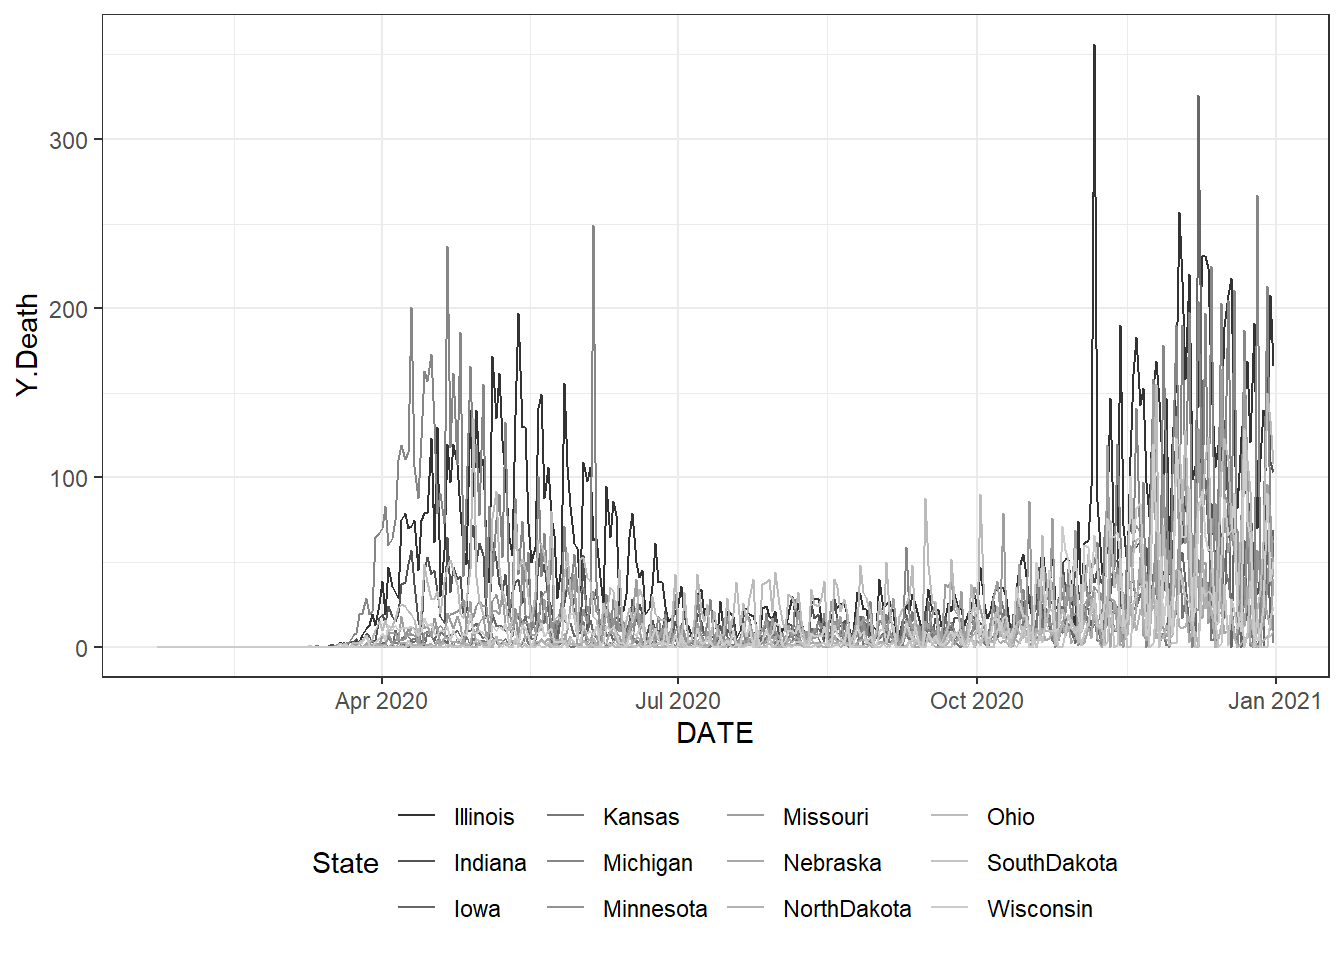 300
200
100
0
Y.Death
Apr 2020 Jul 2020 Oct 2020 Jan 2021
DATE
Illinois Kansas Missouri Ohio
State Indiana Michigan Nebraska SouthDakota
Iowa Minnesota NorthDakota Wisconsin